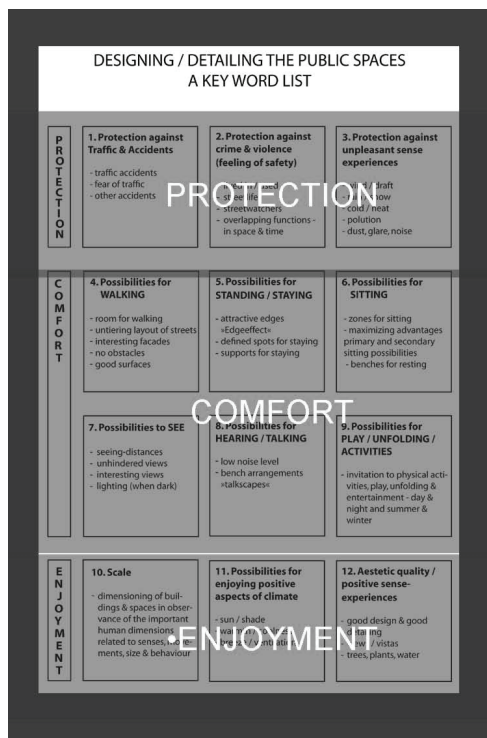 DESIGNING / DETAILING THE PUBLIC SPACES
A KEY WORD LIST
PROTECTION
1. Protection against
Traffic & Accidents
- traffic accidents
- fear of traffic
- other accidents
2. Protection against
crime & violence
(feeling of safety)
- streetlife
- streetwatchers
- overlapping functions -
in space & time
3. Protection against
unpleasant sense
experiences
- wind / draft
- cold / heat
- polution
- dust, glare, noise
PROTECTION
COMFORT
4. Possibilities for
WALKING
- room for walking
- untiering layout of streets
- interesting facades
- no obstacles
- good surfaces
5. Possibilities for
STANDING / STAYING
- attractive edges
»Edgeeffect«
- defined spots for staying
- supports for staying
6. Possibilities for
SITTING
- zones for sitting
- maximizing advantages
primary and secondary
sitting possibilities
- benches for resting
COMFORT
7. Possibilities to SEE
- seeing-distances
- unhindered views
- interesting views
- lighting (when dark)
8. Possibilities for
HEARING / TALKING
- low noise level
- bench arrangements
»talkscapes«
9. Possibilities for
PLAY / UNFOLDING /
ACTIVITIES
- invitation to physical acti-
vities, play, unfolding &
entertainment - day &
night and summer &
winter
ENJOYMENT
10. Scale
- dimensioning of buil-
dings & spaces in obser-
vance of the important
human dimensions
related to senses, move-
ments, size & behaviour
11. Possibilities for
enjoying positive
aspects of climate
- sun / shade
- breeze / ventilation
12. Aestetic quality /
positive sense-
experiences
- good design & good
detailing
- views / vistas
- trees, plants, water
•ENJOYMENT